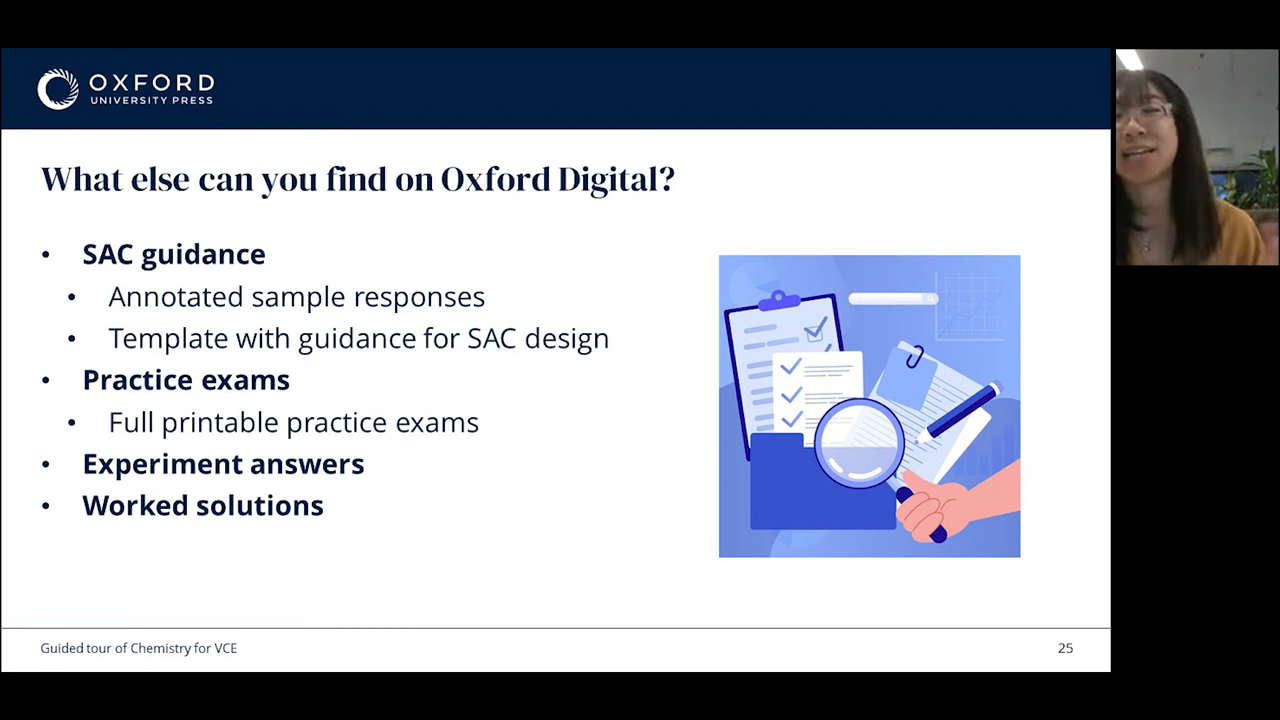 OXFORD
UNIVERSITY PRESS
What else can you find on Oxford Digital?
• SAC guidance
• Annotated sample responses
• Template with guidance for SAC design
• Practice exams
• Full printable practice exams
• Experiment answers
• Worked solutions
Guided tour of Chemistry for VCE
25